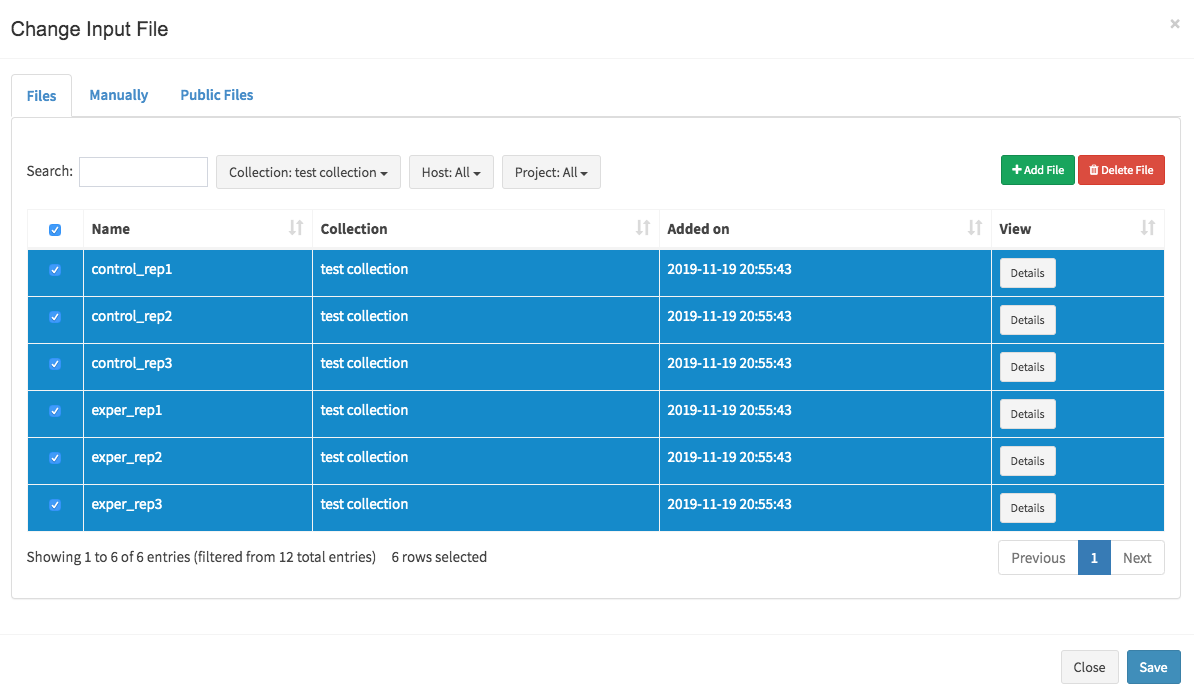 Change Input File ×
Files Manually Public Files
Search: Collection: test collection Host: All Project: All Add File Delete File
Name Collection Added on View
control_rep1 test collection 2019-11-19 20:55:43 Details
control_rep2 test collection 2019-11-19 20:55:43 Details
control_rep3 test collection 2019-11-19 20:55:43 Details
exper_rep1 test collection 2019-11-19 20:55:43 Details
exper_rep2 test collection 2019-11-19 20:55:43 Details
exper_rep3 test collection 2019-11-19 20:55:43 Details
Showing 1 to 6 of 6 entries (filtered from 12 total entries) 6 rows selected Previous 1 Next
Close Save